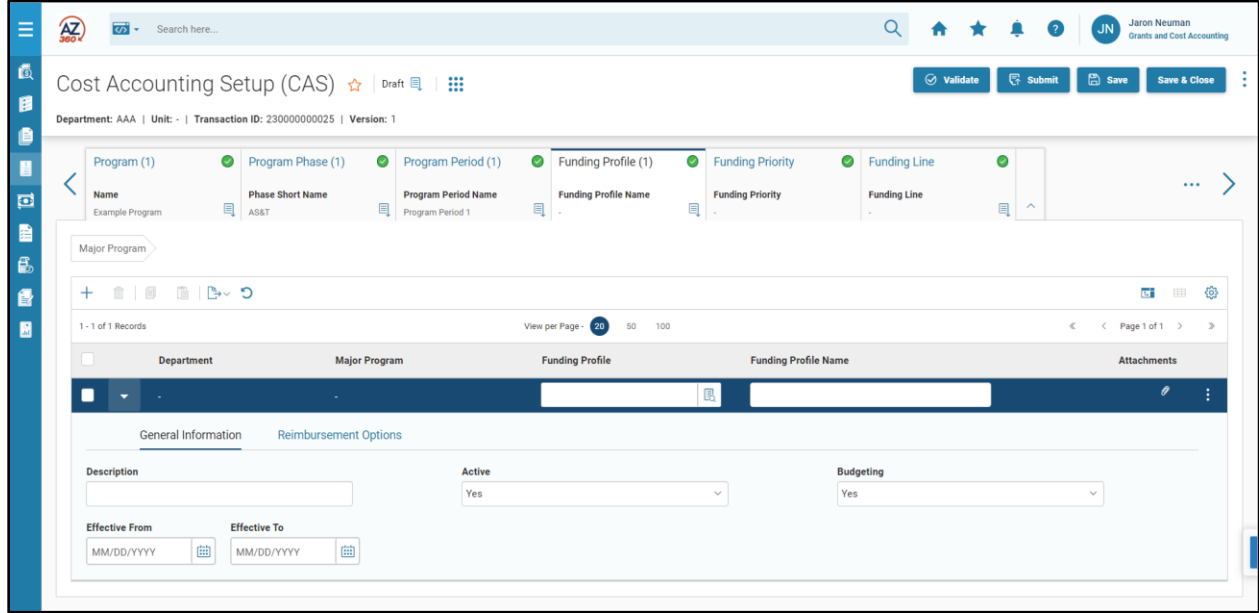 AZ 360 Search here... JN Jaron Neuman
Grants and Cost Accounting
Cost Accounting Setup (CAS) Draft Validate Submit Save Save & Close
Department: AAA | Unit: - | Transaction ID: 230000000025 | Version: 1
Program (1) Program Phase (1) Program Period (1) Funding Profile (1) Funding Priority Funding Line
Name Phase Short Name Program Period Name Funding Profile Name Funding Priority Funding Line
Example Program AS&T Program Period 1 - - -
Major Program
1 - 1 of 1 Records View per Page - 20 50 100 Page 1 of 1
Department Major Program Funding Profile Funding Profile Name Attachments
- -
General Information Reimbursement Options
Description Active Budgeting
Yes Yes
Effective From Effective To
MM/DD/YYYY MM/DD/YYYY